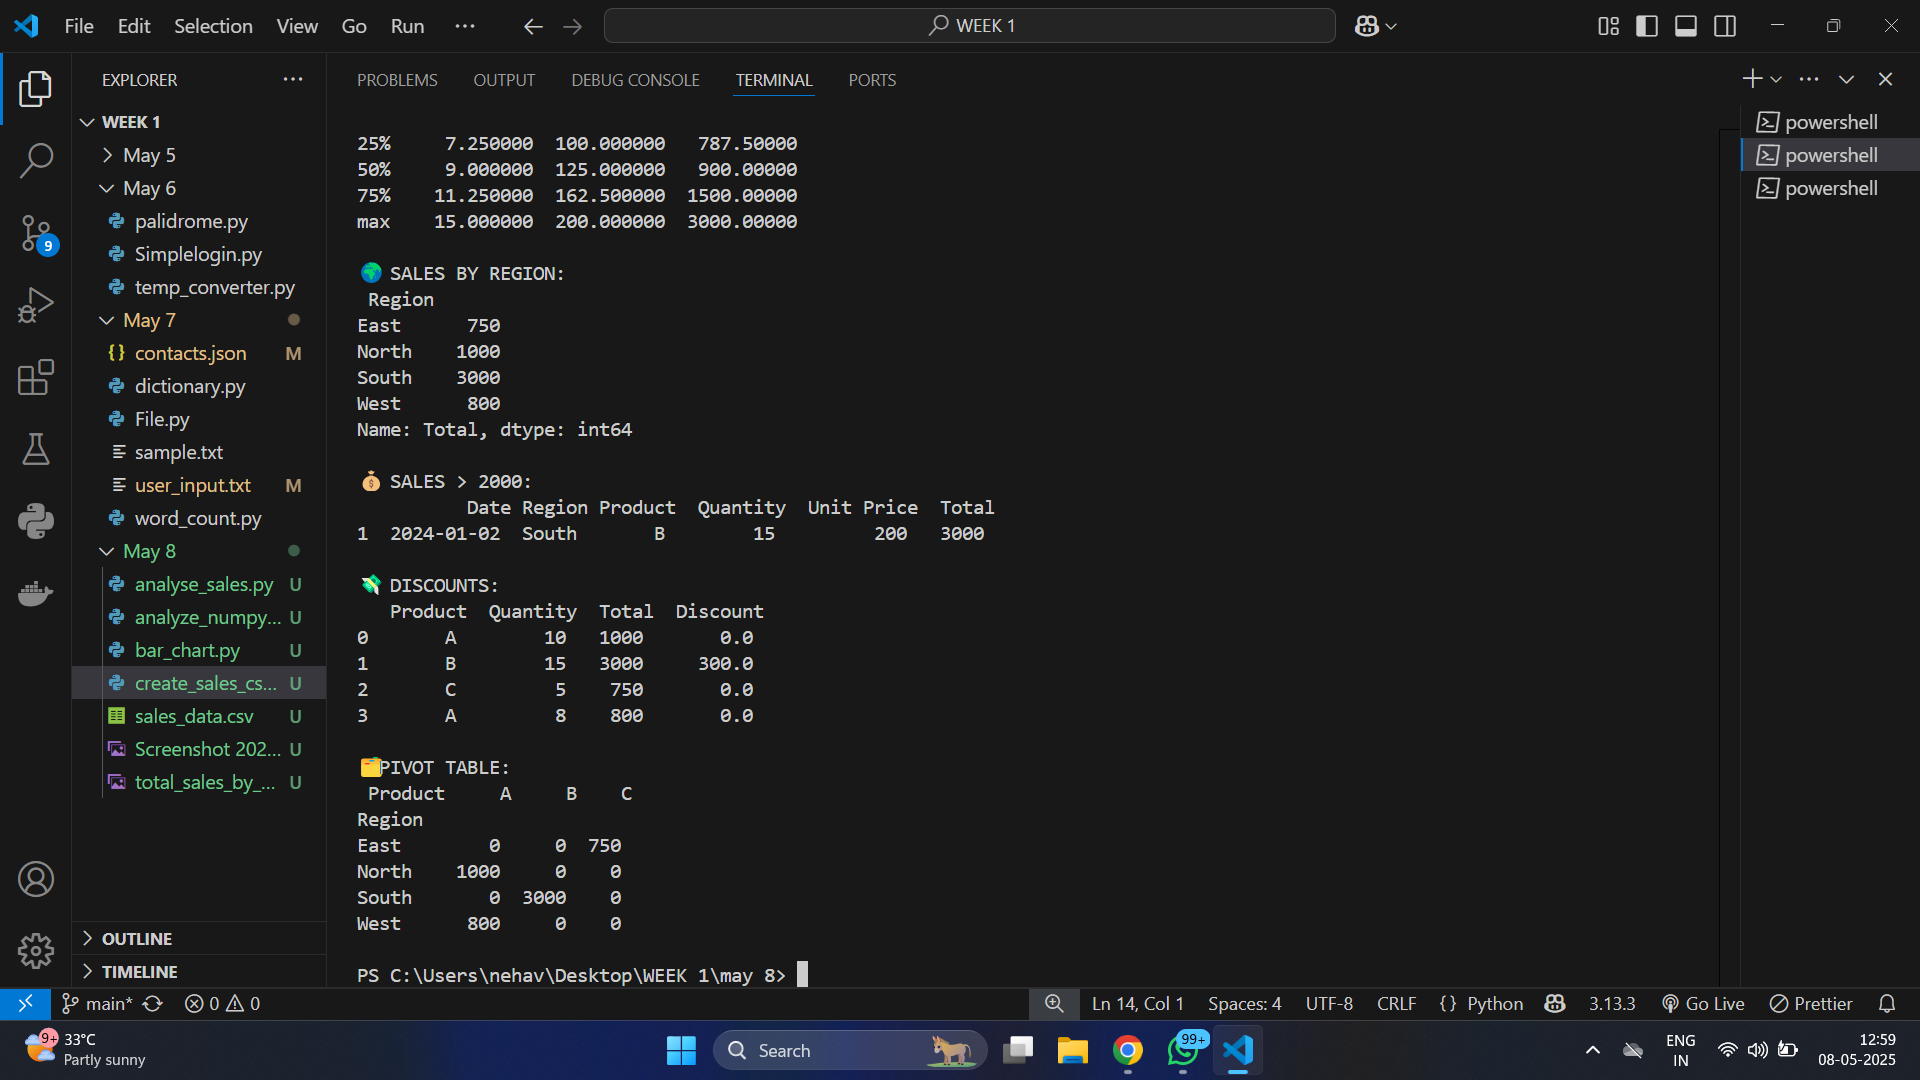 File Edit Selection View Go Run ··· WEEK 1
EXPLORER ···
WEEK 1
May 5
May 6
palidrome.py
Simplelogin.py
temp_converter.py
May 7
contacts.json M
dictionary.py
File.py
sample.txt
user_input.txt M
word_count.py
May 8
analyse_sales.py U
analyze_numpy... U
bar_chart.py U
create_sales_cs... U
sales_data.csv U
Screenshot 202... U
total_sales_by_... U
OUTLINE
TIMELINE
9
PROBLEMS OUTPUT DEBUG CONSOLE TERMINAL PORTS
25% 7.250000 100.000000 787.50000
50% 9.000000 125.000000 900.00000
75% 11.250000 162.500000 1500.00000
max 15.000000 200.000000 3000.00000
🌍 SALES BY REGION:
Region
East 750
North 1000
South 3000
West 800
Name: Total, dtype: int64
💰 SALES > 2000:
Date Region Product Quantity Unit Price Total
1 2024-01-02 South B 15 200 3000
💸 DISCOUNTS:
Product Quantity Total Discount
0 A 10 1000 0.0
1 B 15 3000 300.0
2 C 5 750 0.0
3 A 8 800 0.0
🗂️PIVOT TABLE:
Product A B C
Region
East 0 0 750
North 1000 0 0
South 0 3000 0
West 800 0 0
PS C:\Users\nehav\Desktop\WEEK 1\may 8>
powershell
powershell
powershell
main* 0 0 Ln 14, Col 1 Spaces: 4 UTF-8 CRLF {} Python 3.13.3 Go Live Prettier
9+ 33°C
Partly sunny
Search
99+
ENG
IN
12:59
08-05-2025